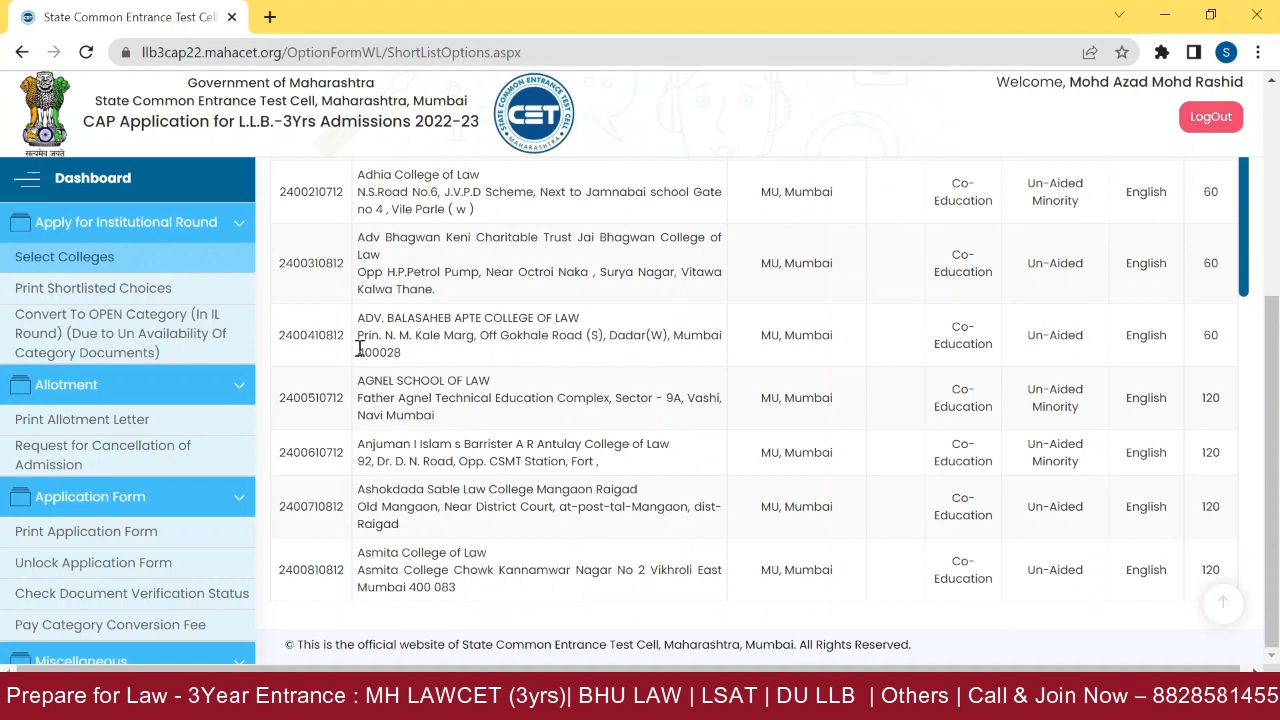 State Common Entrance Test Cell
llb3cap22.mahacet.org/OptionFormWL/ShortListOptions.aspx
S
Government of Maharashtra
State Common Entrance Test Cell, Maharashtra, Mumbai
CAP Application for L.L.B.-3Yrs Admissions 2022-23
सत्यमेव जयते
STATE COMMON ENTRANCE TEST CELL
CET
MAHARASHTRA
Welcome, Mohd Azad Mohd Rashid
LogOut
Dashboard
Apply for Institutional Round
Select Colleges
Print Shortlisted Choices
Convert To OPEN Category (In IL
Round) (Due to Un Availability Of
Category Documents)
Allotment
Print Allotment Letter
Request for Cancellation of
Admission
Application Form
Print Application Form
Unlock Application Form
Check Document Verification Status
Pay Category Conversion Fee
Miscellaneous
2400210712
Adhia College of Law
N.S.Road No.6, J.V.P.D Scheme, Next to Jamnabai school Gate
no 4 , Vile Parle ( w )
MU, Mumbai
Co-
Education
Un-Aided
Minority
English
60
2400310812
Adv Bhagwan Keni Charitable Trust Jai Bhagwan College of
Law
Opp H.P.Petrol Pump, Near Octroi Naka , Surya Nagar, Vitawa
Kalwa Thane.
MU, Mumbai
Co-
Education
Un-Aided
English
60
2400410812
ADV. BALASAHEB APTE COLLEGE OF LAW
Prin. N. M. Kale Marg, Off Gokhale Road (S), Dadar(W), Mumbai
400028
MU, Mumbai
Co-
Education
Un-Aided
English
60
2400510712
AGNEL SCHOOL OF LAW
Father Agnel Technical Education Complex, Sector - 9A, Vashi,
Navi Mumbai
MU, Mumbai
Co-
Education
Un-Aided
Minority
English
120
2400610712
Anjuman I Islam s Barrister A R Antulay College of Law
92, Dr. D. N. Road, Opp. CSMT Station, Fort ,
MU, Mumbai
Co-
Education
Un-Aided
Minority
English
120
2400710812
Ashokdada Sable Law College Mangaon Raigad
Old Mangaon, Near District Court, at-post-tal-Mangaon, dist-
Raigad
MU, Mumbai
Co-
Education
Un-Aided
English
120
2400810812
Asmita College of Law
Asmita College Chowk Kannamwar Nagar No 2 Vikhroli East
Mumbai 400 083
MU, Mumbai
Co-
Education
Un-Aided
English
120
© This is the official website of State Common Entrance Test Cell, Maharashtra, Mumbai. All Rights Reserved.
Prepare for Law - 3Year Entrance : MH LAWCET (3yrs)| BHU LAW | LSAT | DU LLB | Others | Call & Join Now – 8828581455